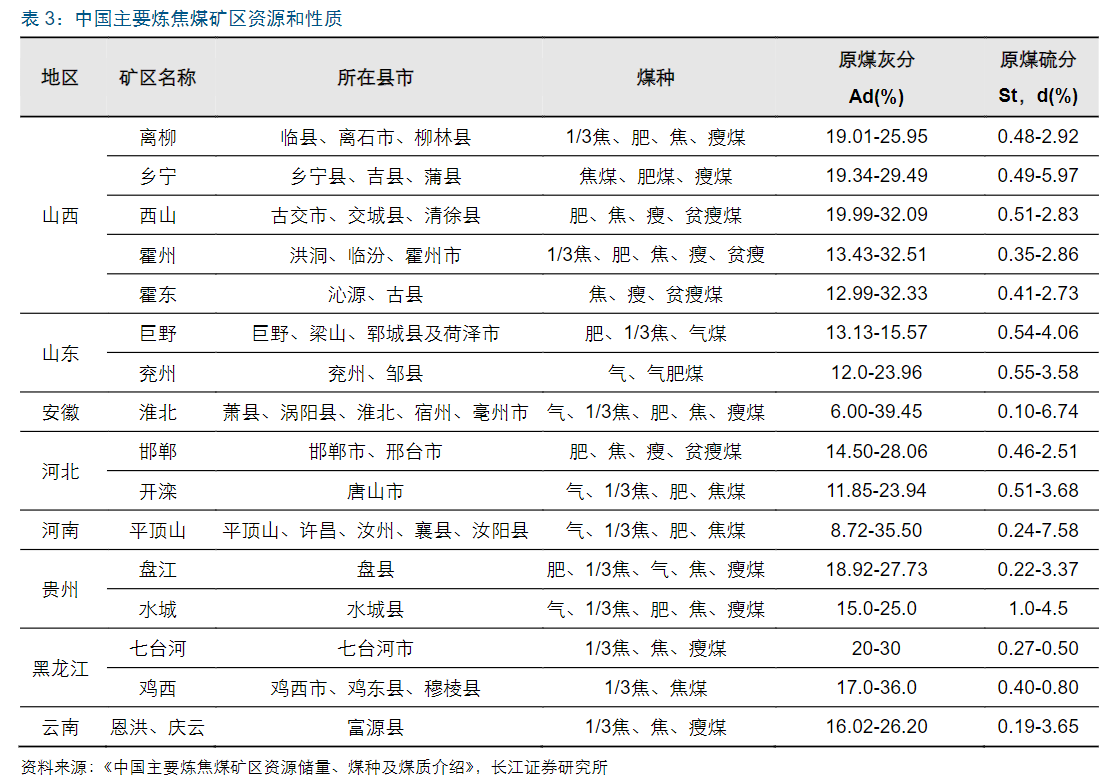 表 3：中国主要炼焦煤矿区资源和性质
地区 矿区名称 所在县市 煤种 原煤灰分 Ad(%) 原煤硫分 St，d(%)
山西 离柳 临县、离石市、柳林县 1/3焦、肥、焦、瘦煤 19.01-25.95 0.48-2.92
乡宁 乡宁县、吉县、蒲县 焦煤、肥煤、瘦煤 19.34-29.49 0.49-5.97
西山 古交市、交城县、清徐县 肥、焦、瘦、贫瘦煤 19.99-32.09 0.51-2.83
霍州 洪洞、临汾、霍州市 1/3焦、肥、焦、瘦、贫瘦 13.43-32.51 0.35-2.86
霍东 沁源、古县 焦、瘦、贫瘦煤 12.99-32.33 0.41-2.73
山东 巨野 巨野、梁山、郓城县及荷泽市 肥、1/3焦、气煤 13.13-15.57 0.54-4.06
兖州 兖州、邹县 气、气肥煤 12.0-23.96 0.55-3.58
安徽 淮北 萧县、涡阳县、淮北、宿州、亳州市 气、1/3焦、肥、焦、瘦煤 6.00-39.45 0.10-6.74
河北 邯郸 邯郸市、邢台市 肥、焦、瘦、贫瘦煤 14.50-28.06 0.46-2.51
开滦 唐山市 气、1/3焦、肥、焦煤 11.85-23.94 0.51-3.68
河南 平顶山 平顶山、许昌、汝州、襄县、汝阳县 气、1/3焦、肥、焦煤 8.72-35.50 0.24-7.58
贵州 盘江 盘县 肥、1/3焦、气、焦、瘦煤 18.92-27.73 0.22-3.37
水城 水城县 气、1/3焦、肥、焦、瘦煤 15.0-25.0 1.0-4.5
黑龙江 七台河 七台河市 1/3焦、焦、瘦煤 20-30 0.27-0.50
鸡西 鸡西市、鸡东县、穆棱县 1/3焦、焦煤 17.0-36.0 0.40-0.80
云南 恩洪、庆云 富源县 1/3焦、焦、瘦煤 16.02-26.20 0.19-3.65
资料来源：《中国主要炼焦煤矿区资源储量、煤种及煤质介绍》，长江证券研究所